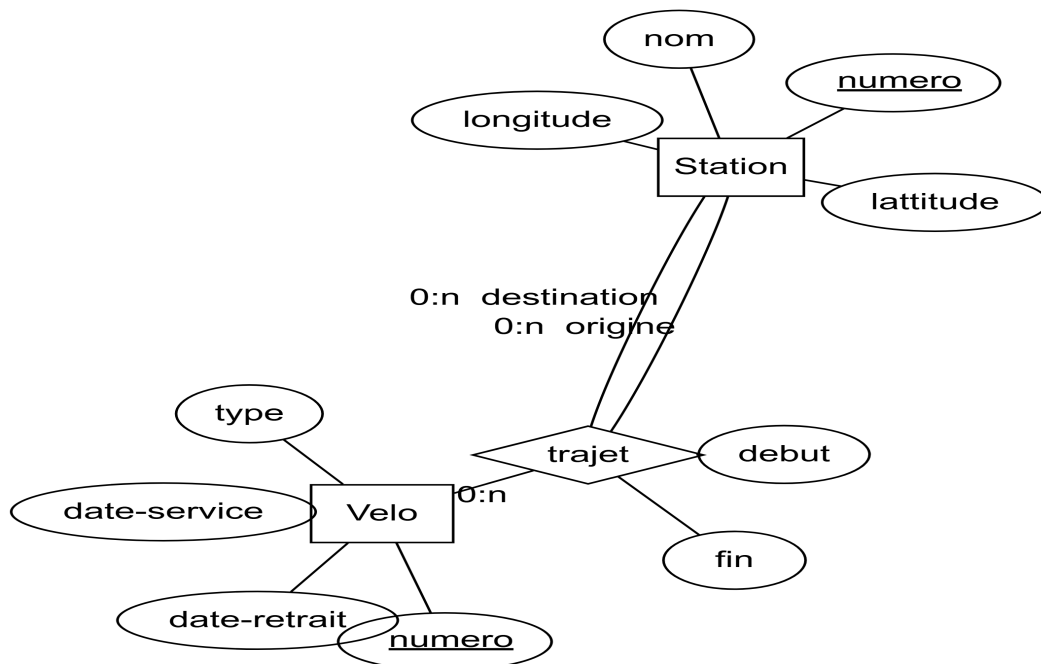 nom
numero
longitude
Station
lattitude
0:n destination
0:n origine
type
trajet
debut
0:n
date-service
Velo
fin
date-retrait
numero